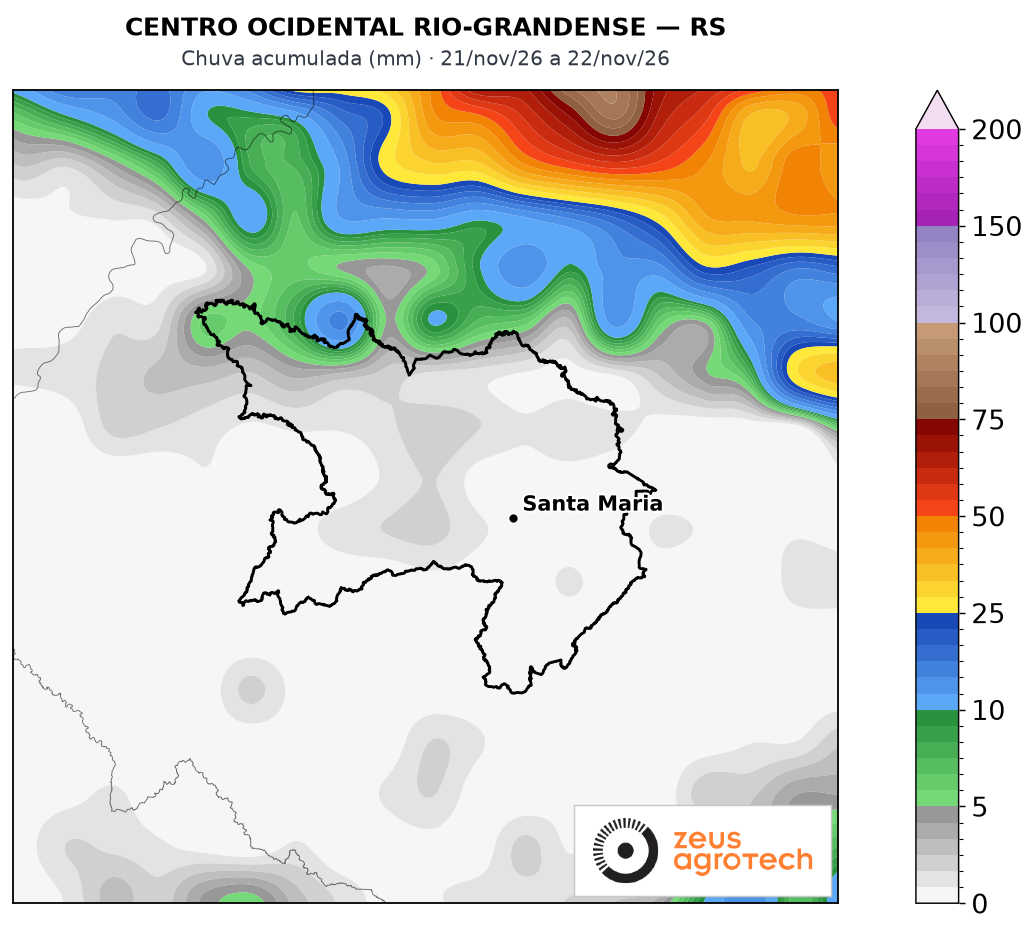 CENTRO OCIDENTAL RIO-GRANDENSE — RS
Chuva acumulada (mm) · 21/nov/26 a 22/nov/26
200
150
100
75
50
25
10
5
0
Santa Maria
zeus
agrotech